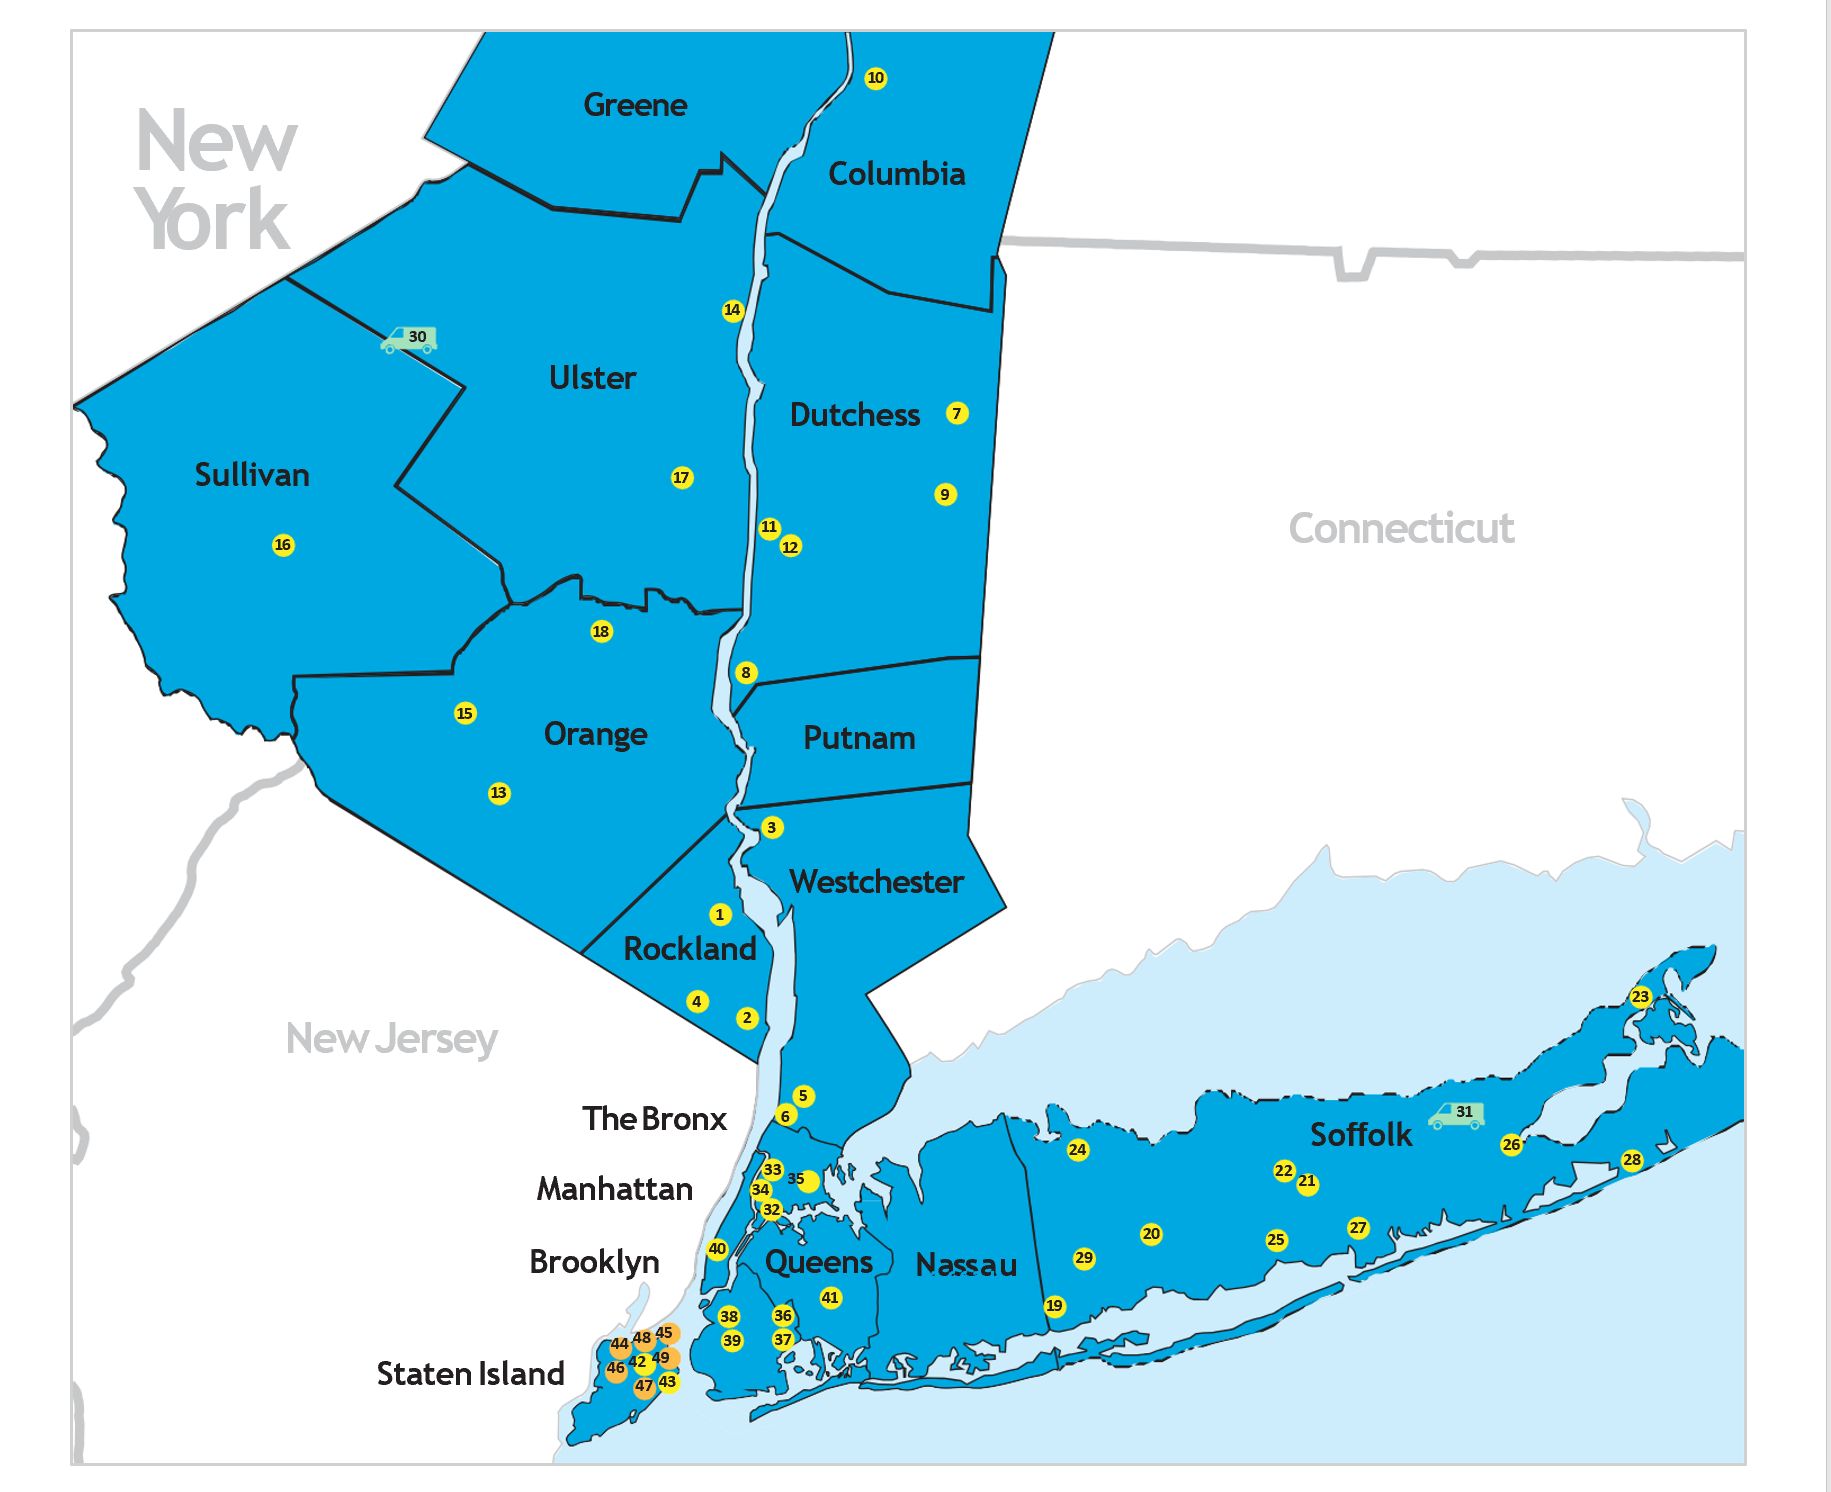 10
Greene
New
York
Columbia
14
30
Ulster
Dutchess
7
Sullivan
17
9
11
12
16
Connecticut
18
8
15
Orange
Putnam
13
3
Westchester
1
Rockland
4
2
23
New Jersey
5
6
The Bronx
31
Soffolk
26
24
28
33
35
22
21
Manhattan
34
32
27
20
25
40
Brooklyn
Queens
Nassau
29
41
19
38
36
39
37
44
48
45
46
42
49
Staten Island
47
43